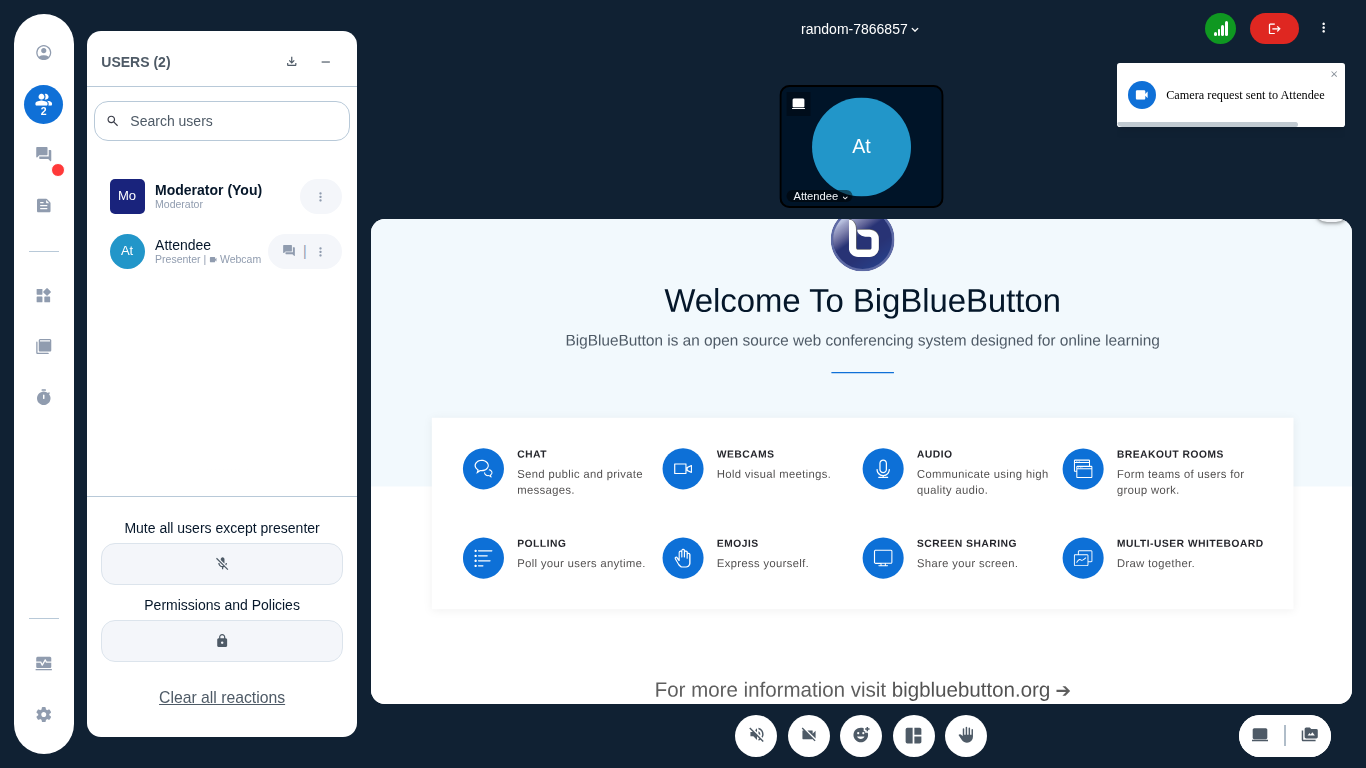 random-7866857
USERS (2)
2
Search users
Mo
Moderator (You)
Moderator
At
Attendee
Presenter | Webcam
Mute all users except presenter
Permissions and Policies
Clear all reactions
At
Attendee
Camera request sent to Attendee
Welcome To BigBlueButton
BigBlueButton is an open source web conferencing system designed for online learning
CHAT
Send public and private
messages.
WEBCAMS
Hold visual meetings.
AUDIO
Communicate using high
quality audio.
BREAKOUT ROOMS
Form teams of users for
group work.
POLLING
Poll your users anytime.
EMOJIS
Express yourself.
SCREEN SHARING
Share your screen.
MULTI-USER WHITEBOARD
Draw together.
For more information visit bigbluebutton.org ➔